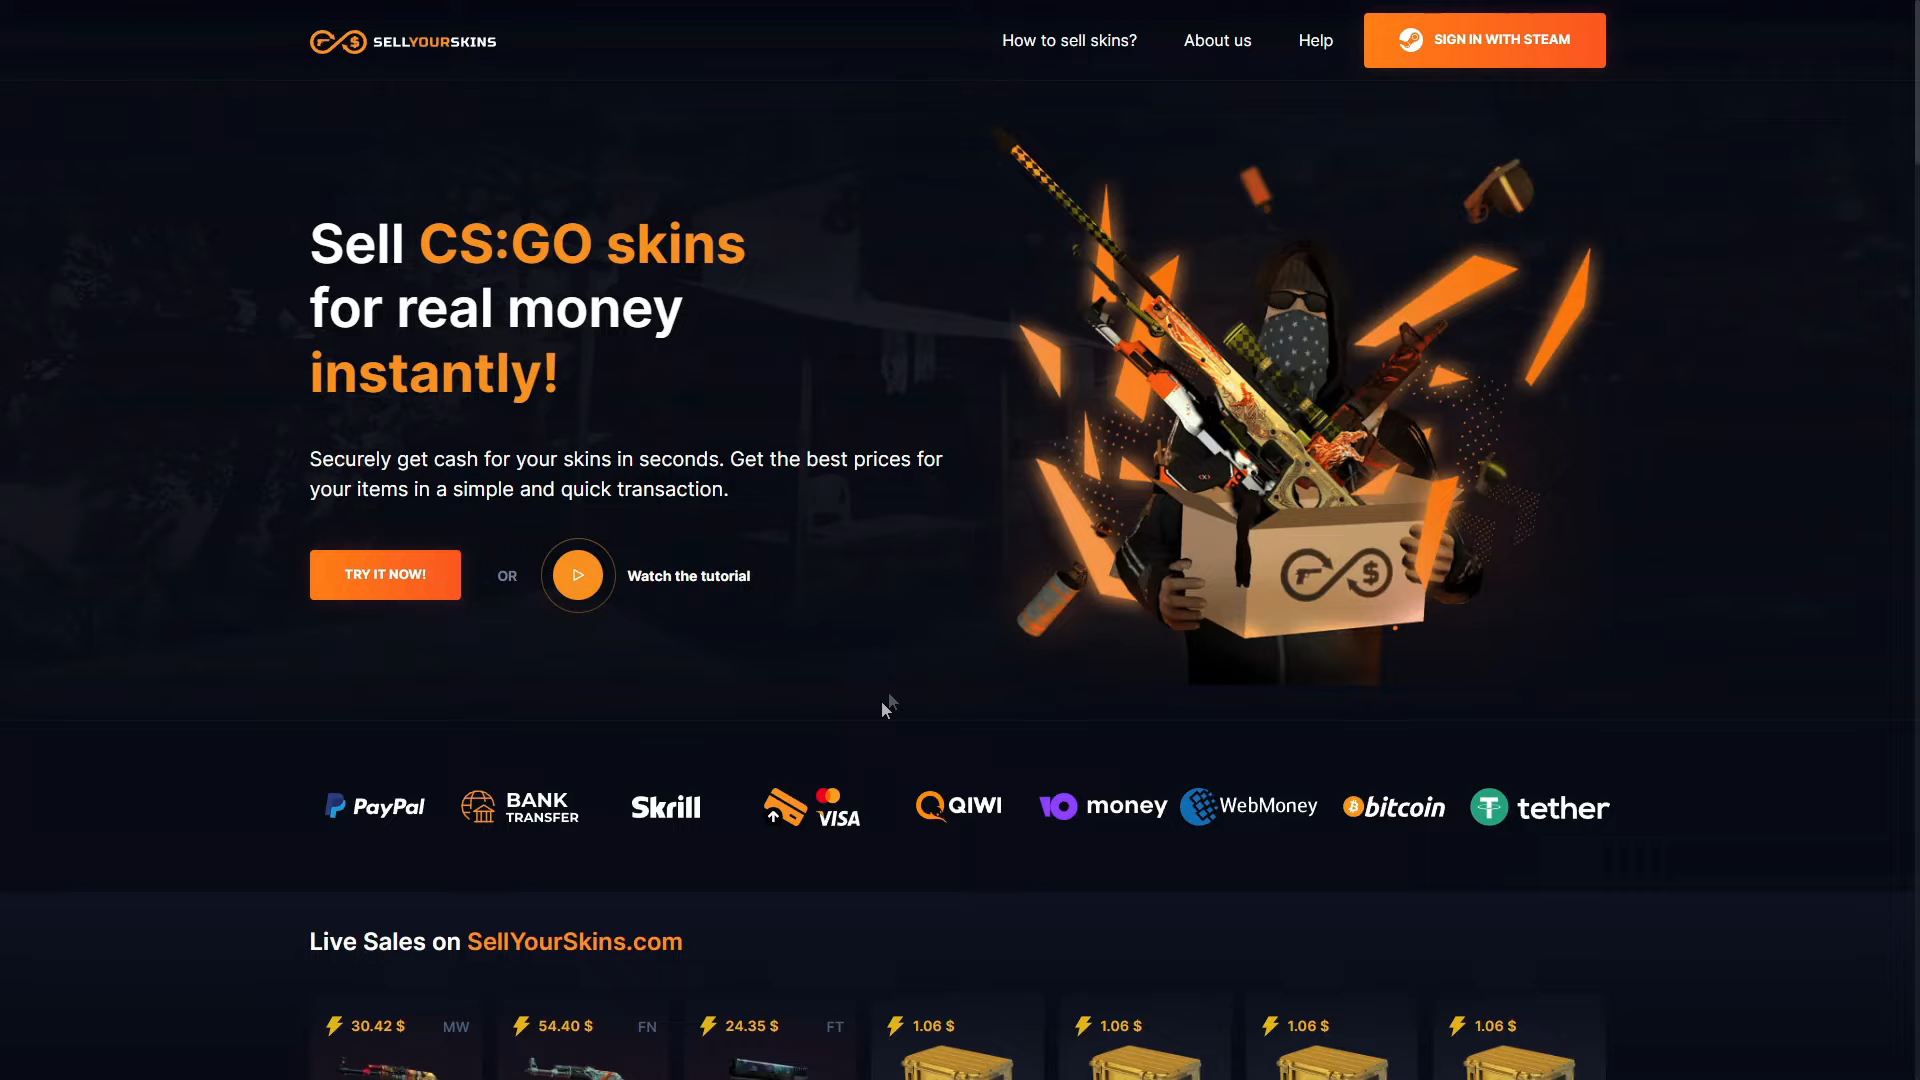 SELLYOURSKINS
How to sell skins?
About us
Help
SIGN IN WITH STEAM
Sell CS:GO skins
for real money
instantly!
Securely get cash for your skins in seconds. Get the best prices for
your items in a simple and quick transaction.
TRY IT NOW!
OR
Watch the tutorial
PayPal
BANK
TRANSFER
Skrill
VISA
QIWI
money
WebMoney
bitcoin
tether
Live Sales on SellYourSkins.com
30.42 $ MW
54.40 $ FN
24.35 $ FT
1.06 $
1.06 $
1.06 $
1.06 $